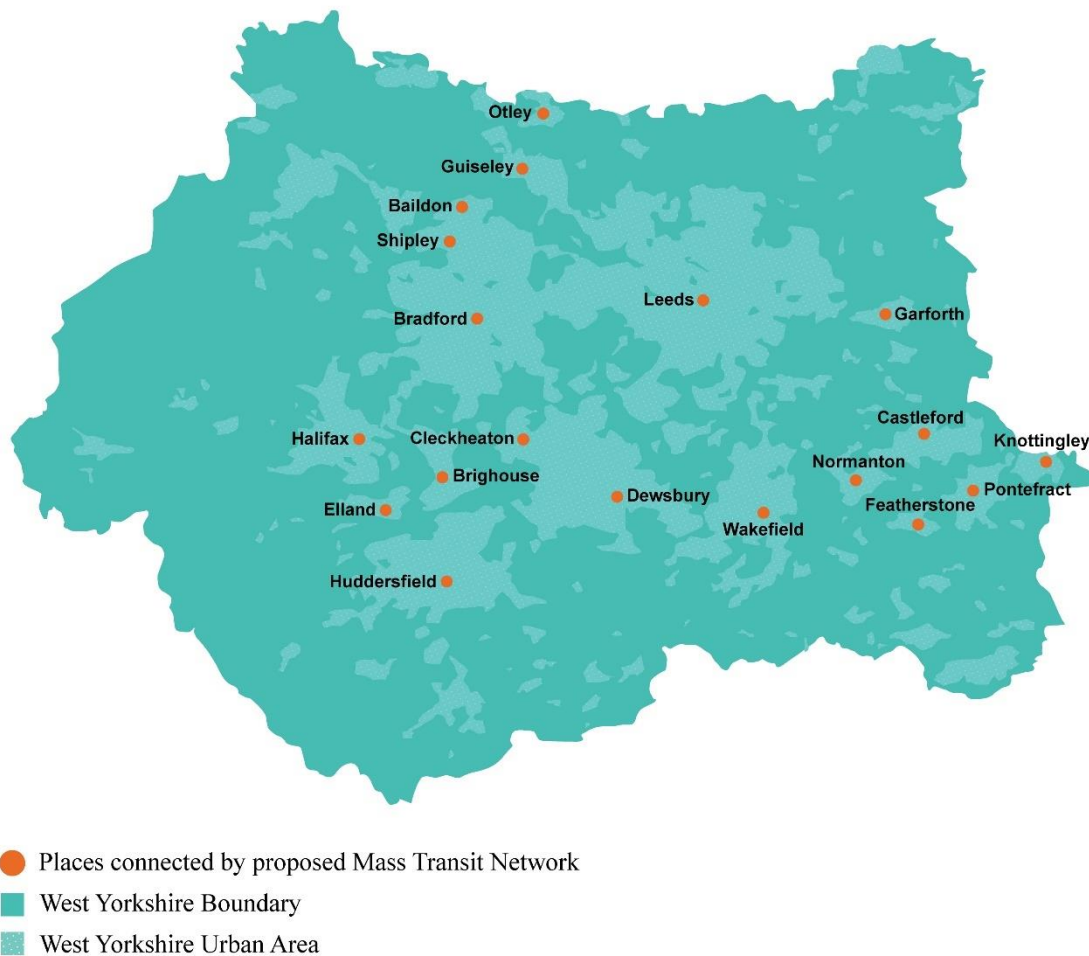 Otley
Guiseley
Baildon
Shipley
Leeds
Garforth
Bradford
Castleford
Halifax
Cleckheaton
Knottingley
Normanton
Brighouse
Pontefract
Dewsbury
Featherstone
Elland
Wakefield
Huddersfield
Places connected by proposed Mass Transit Network
West Yorkshire Boundary
West Yorkshire Urban Area